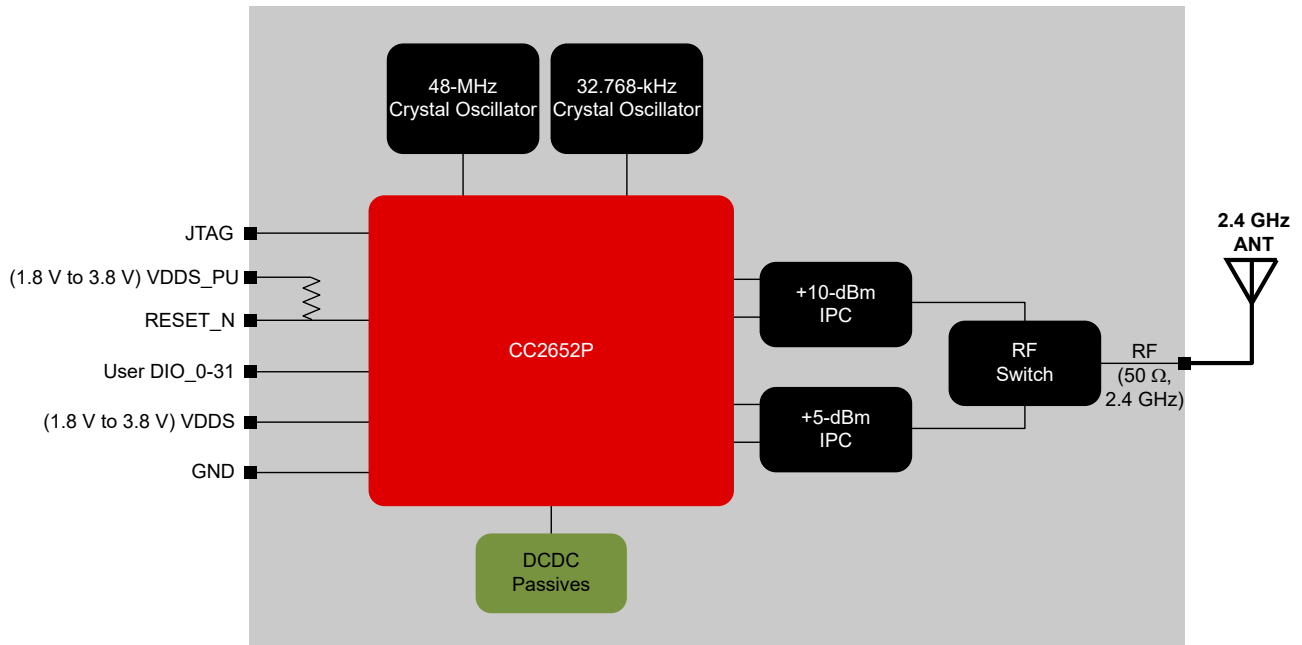 48-MHz
Crystal Oscillator
32.768-kHz
Crystal Oscillator
JTAG
(1.8 V to 3.8 V) VDDS_PU
RESET_N
User DIO_0-31
(1.8 V to 3.8 V) VDDS
GND
CC2652P
+10-dBm
IPC
+5-dBm
IPC
RF
Switch
RF
(50 Ω,
2.4 GHz)
2.4 GHz
ANT
DCDC
Passives